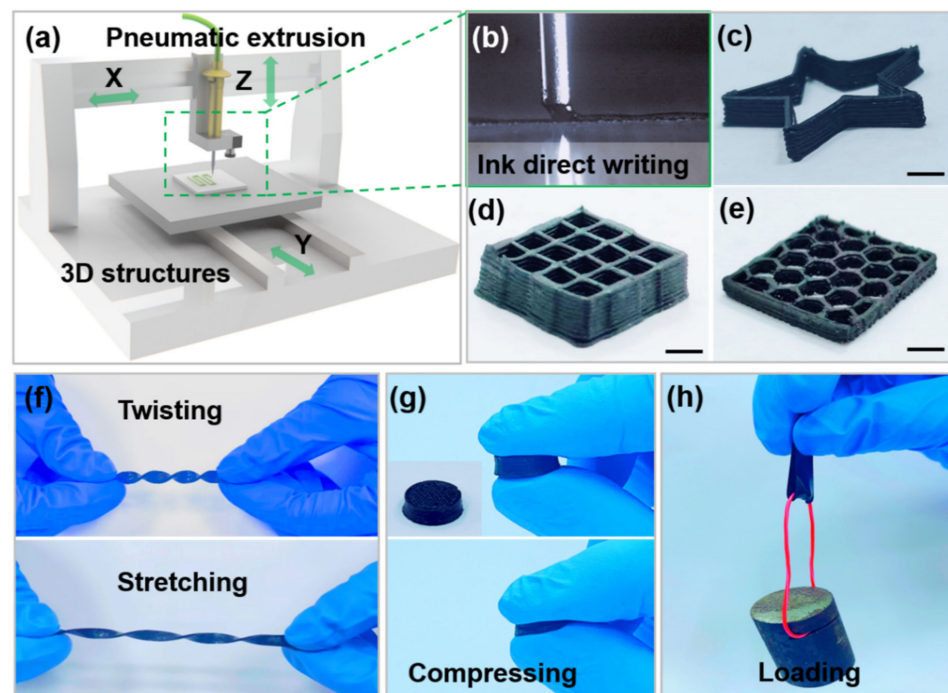 (a)
Pneumatic extrusion
X
Z
Y
3D structures
(b)
Ink direct writing
(c)
(d)
(e)
(f)
Twisting
Stretching
(g)
Compressing
(h)
Loading